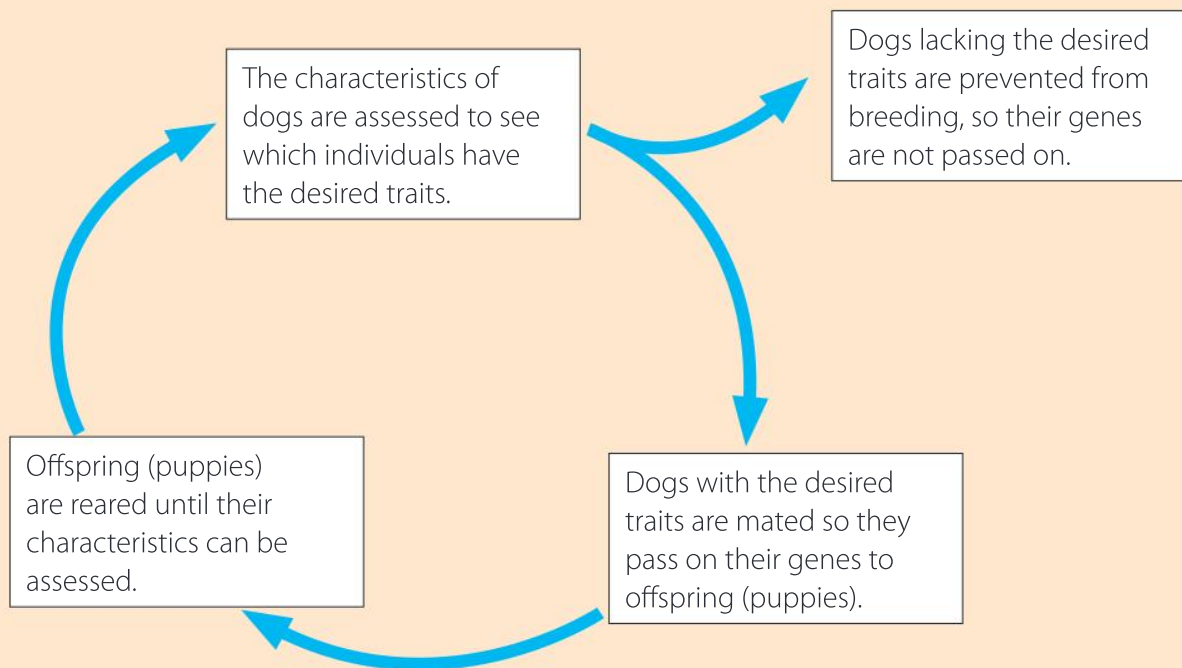 The characteristics of
dogs are assessed to see
which individuals have
the desired traits.
Dogs lacking the desired
traits are prevented from
breeding, so their genes
are not passed on.
Dogs with the desired
traits are mated so they
pass on their genes to
offspring (puppies).
Offspring (puppies)
are reared until their
characteristics can be
assessed.